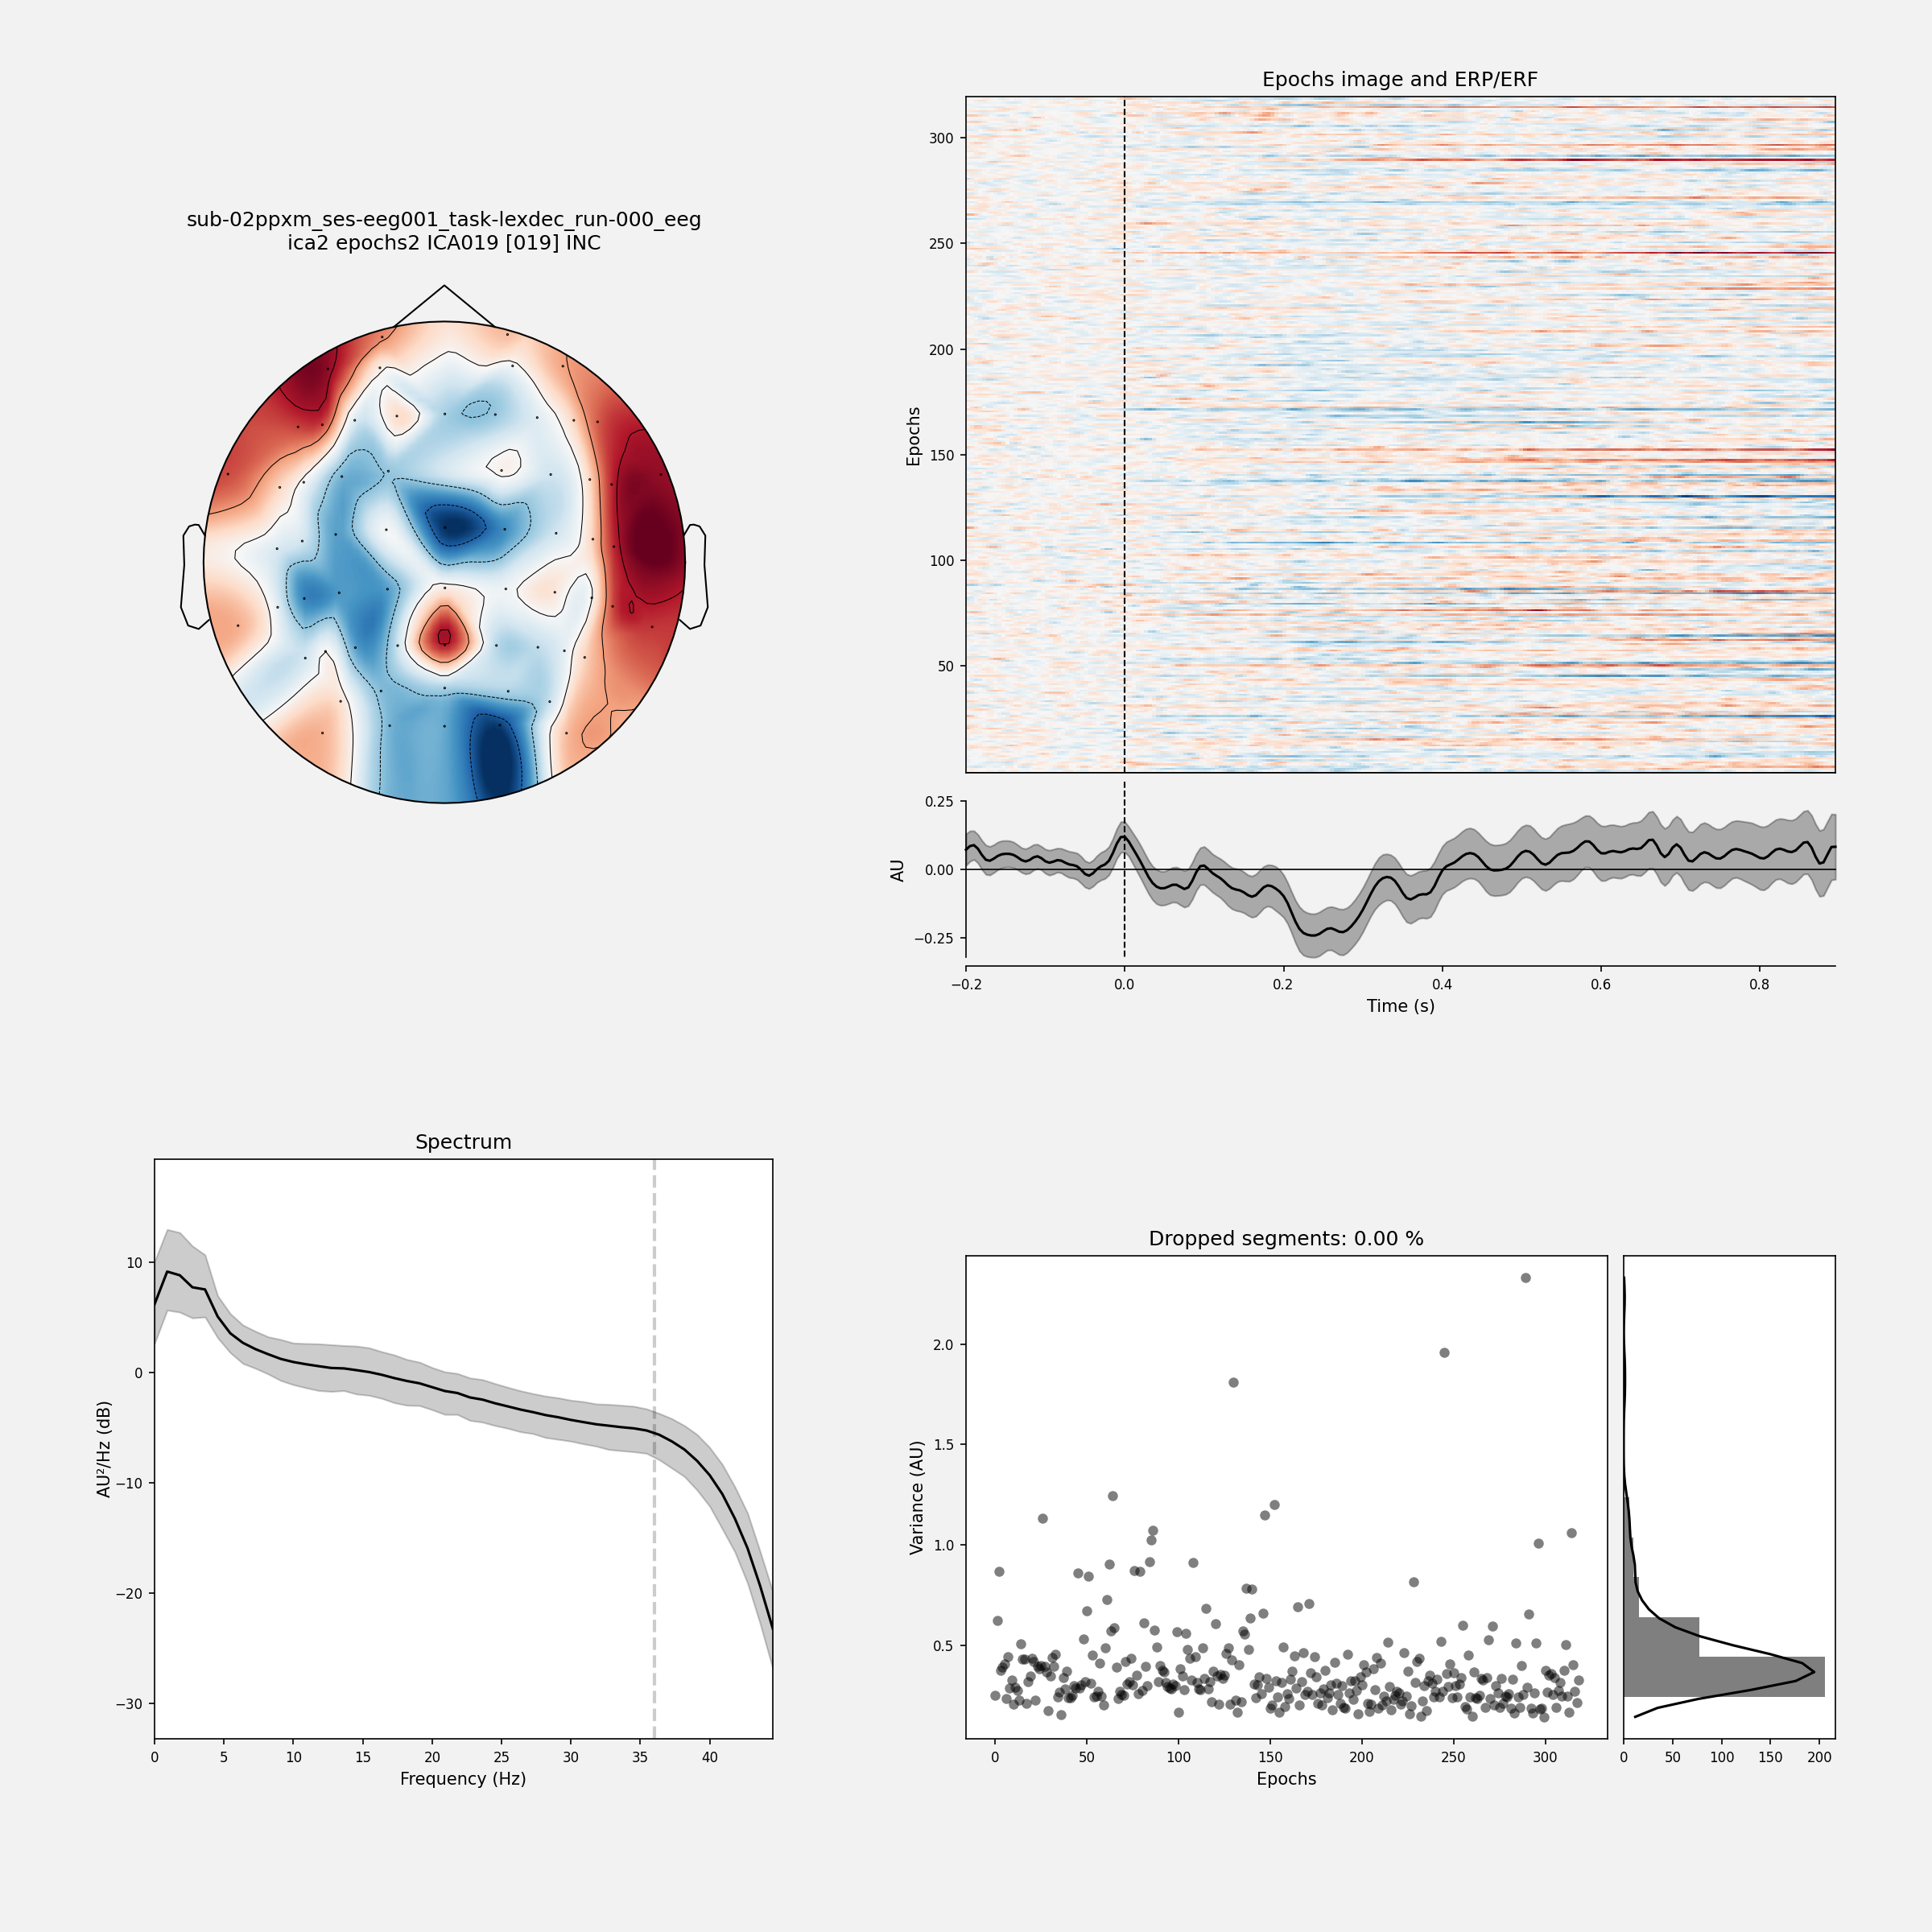 sub-02ppxm_ses-eeg001_task-lexdec_run-000_eeg
ica2 epochs2 ICA019 [019] INC
Epochs image and ERP/ERF
300
250
200
150
100
50
Epochs
0.25
0.00
−0.25
AU
−0.2 0.0 0.2 0.4 0.6 0.8
Time (s)
Spectrum
10
0
−10
−20
−30
AU²/Hz (dB)
0 5 10 15 20 25 30 35 40
Frequency (Hz)
Dropped segments: 0.00 %
2.0
1.5
1.0
0.5
Variance (AU)
0 50 100 150 200 250 300
Epochs
0 50 100 150 200